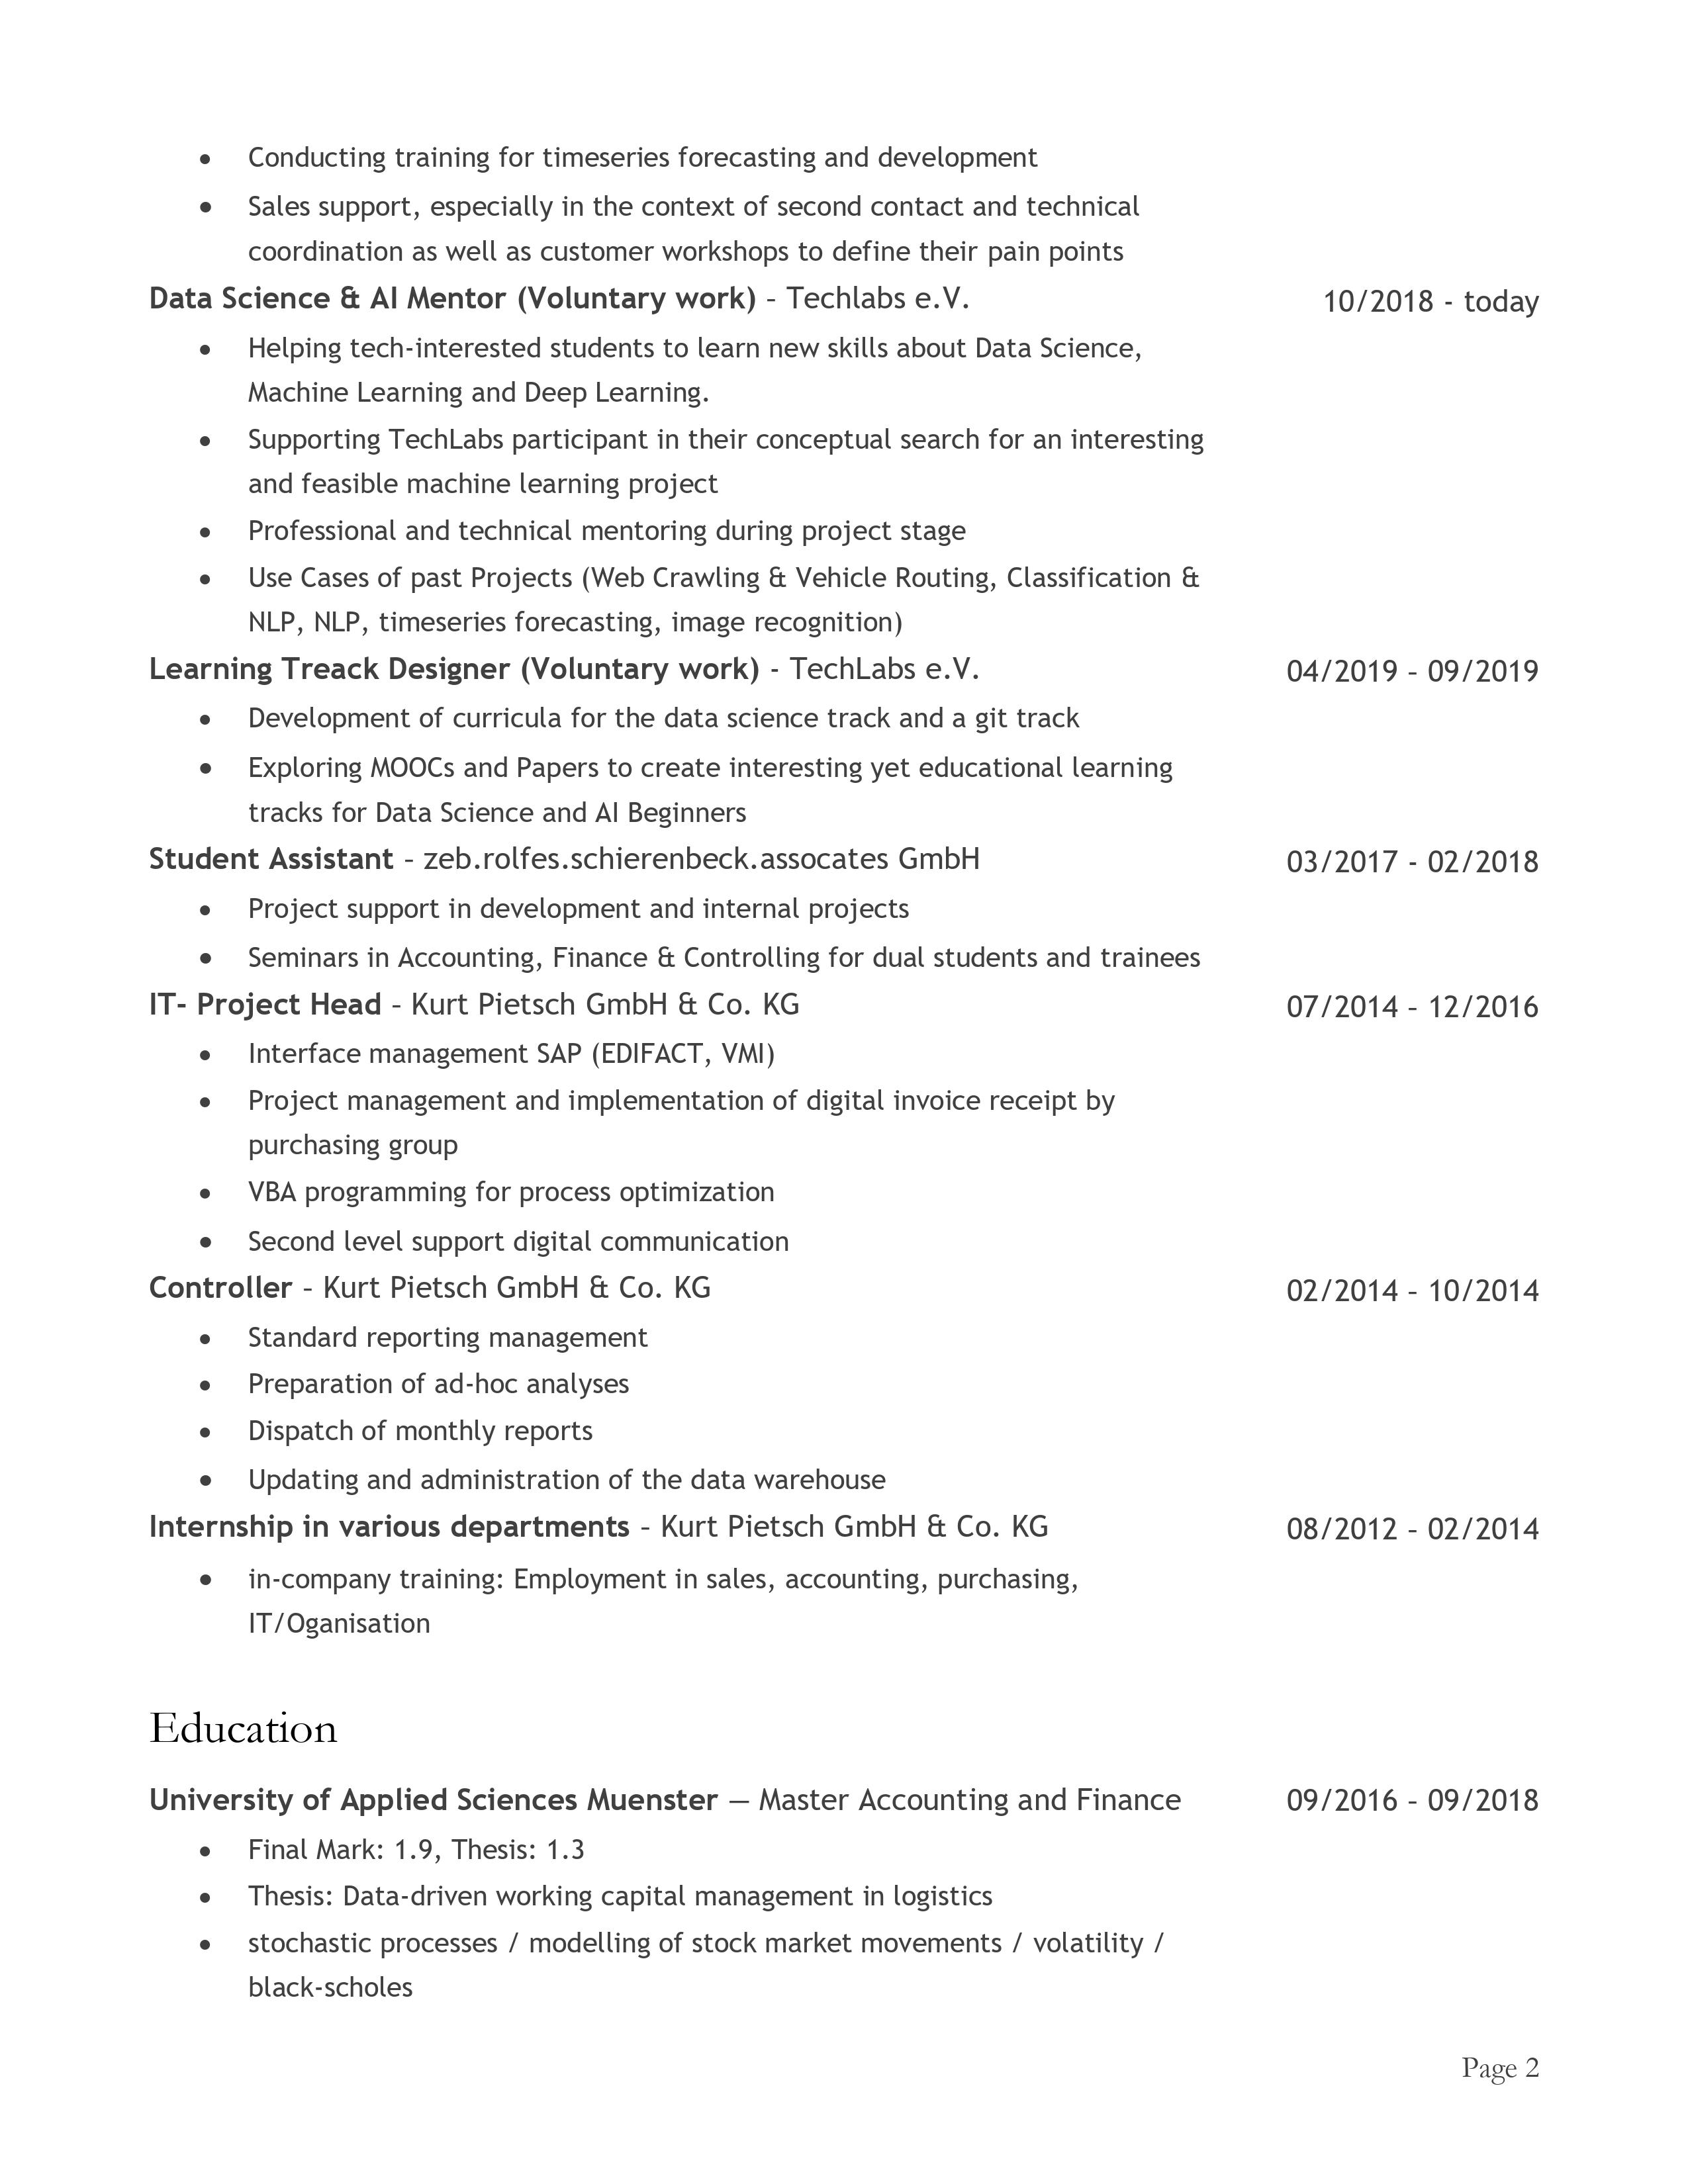 • Conducting training for timeseries forecasting and development
• Sales support, especially in the context of second contact and technical
coordination as well as customer workshops to define their pain points
Data Science & AI Mentor (Voluntary work) – Techlabs e.V. 10/2018 - today
• Helping tech-interested students to learn new skills about Data Science,
Machine Learning and Deep Learning.
• Supporting TechLabs participant in their conceptual search for an interesting
and feasible machine learning project
• Professional and technical mentoring during project stage
• Use Cases of past Projects (Web Crawling & Vehicle Routing, Classification &
NLP, NLP, timeseries forecasting, image recognition)
Learning Treack Designer (Voluntary work) - TechLabs e.V. 04/2019 – 09/2019
• Development of curricula for the data science track and a git track
• Exploring MOOCs and Papers to create interesting yet educational learning
tracks for Data Science and AI Beginners
Student Assistant – zeb.rolfes.schierenbeck.assocates GmbH 03/2017 - 02/2018
• Project support in development and internal projects
• Seminars in Accounting, Finance & Controlling for dual students and trainees
IT- Project Head – Kurt Pietsch GmbH & Co. KG 07/2014 – 12/2016
• Interface management SAP (EDIFACT, VMI)
• Project management and implementation of digital invoice receipt by
purchasing group
• VBA programming for process optimization
• Second level support digital communication
Controller – Kurt Pietsch GmbH & Co. KG 02/2014 – 10/2014
• Standard reporting management
• Preparation of ad-hoc analyses
• Dispatch of monthly reports
• Updating and administration of the data warehouse
Internship in various departments – Kurt Pietsch GmbH & Co. KG 08/2012 – 02/2014
• in-company training: Employment in sales, accounting, purchasing,
IT/Oganisation
Education
University of Applied Sciences Muenster — Master Accounting and Finance 09/2016 – 09/2018
• Final Mark: 1.9, Thesis: 1.3
• Thesis: Data-driven working capital management in logistics
• stochastic processes / modelling of stock market movements / volatility /
black-scholes
Page 2